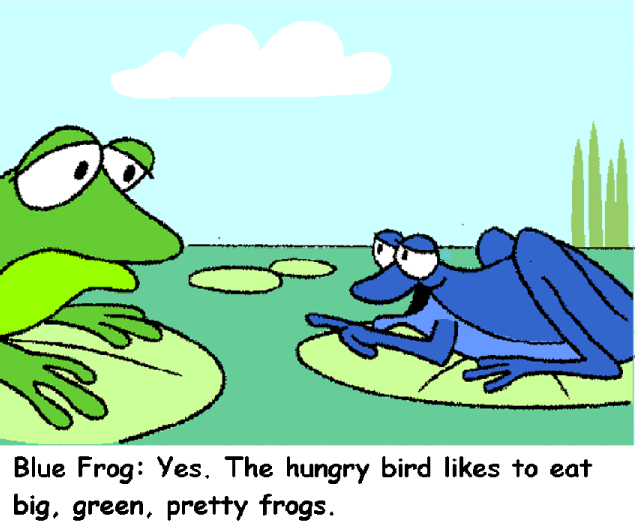 Blue Frog: Yes. The hungry bird likes to eat
big, green, pretty frogs.